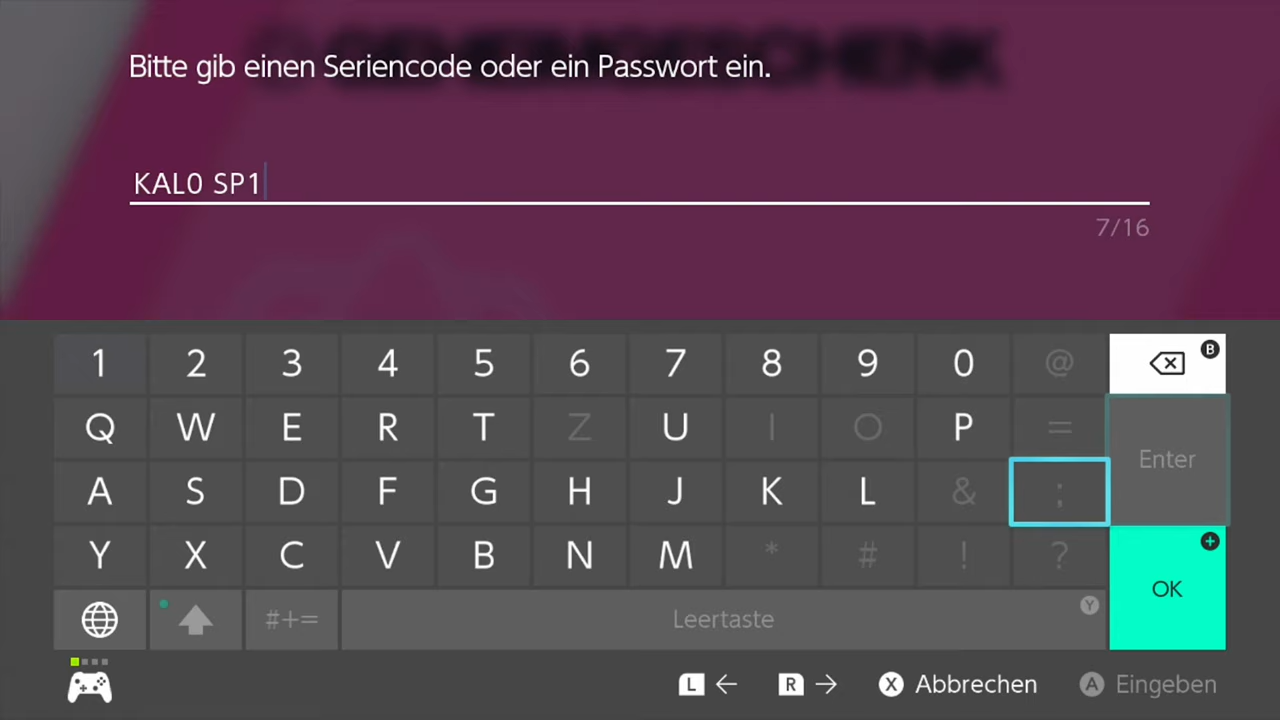 GEHEIMGESCHENK
Bitte gib einen Seriencode oder ein Passwort ein.
KAL0 SP1
7/16
1 2 3 4 5 6 7 8 9 0 @ B
Q W E R T Z U I O P = Enter
A S D F G H J K L & ;
Y X C V B N M * # ! ? + OK
#+= Leertaste Y
L ← R → X Abbrechen A Eingeben